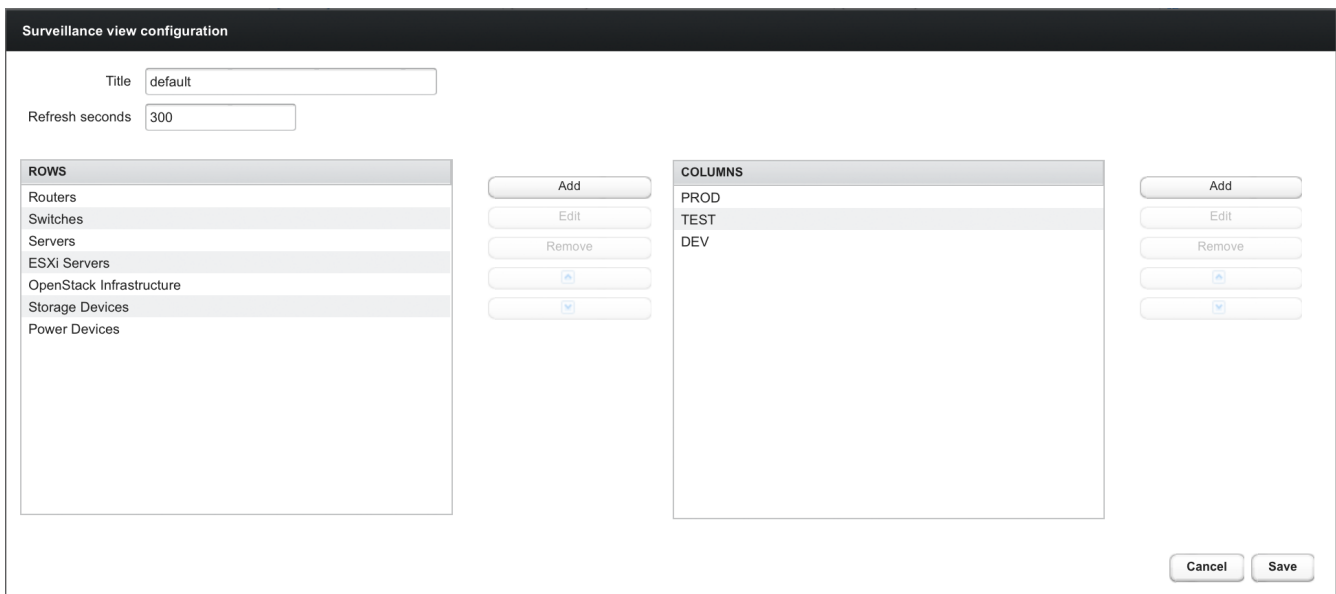 Surveillance view configuration
Title default
Refresh seconds 300
ROWS
Routers
Switches
Servers
ESXi Servers
OpenStack Infrastructure
Storage Devices
Power Devices
Add
Edit
Remove
COLUMNS
PROD
TEST
DEV
Add
Edit
Remove
Cancel Save